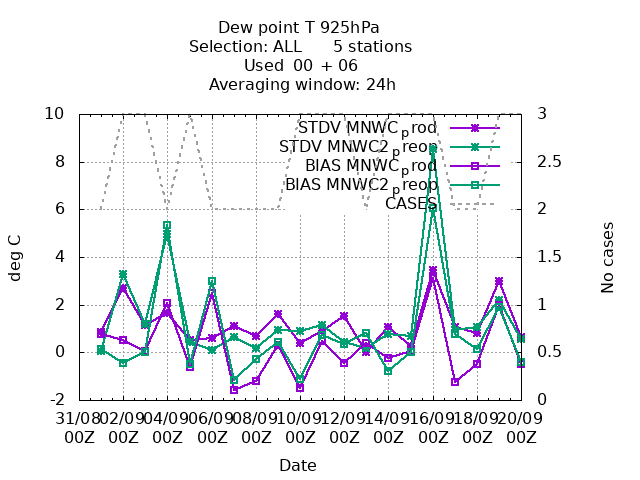 Dew point T 925hPa
Selection: ALL 5 stations
Used 00 + 06
Averaging window: 24h
STDV MNWC_prod
STDV MNWC2_preop
BIAS MNWC_prod
BIAS MNWC2_preop
CASES
10
8
6
4
2
0
-2
deg C
3
2.5
2
1.5
1
0.5
0
No cases
31/08 02/09 04/09 06/09 08/09 10/09 12/09 14/09 16/09 18/09 20/09
00Z 00Z 00Z 00Z 00Z 00Z 00Z 00Z 00Z 00Z 00Z
Date